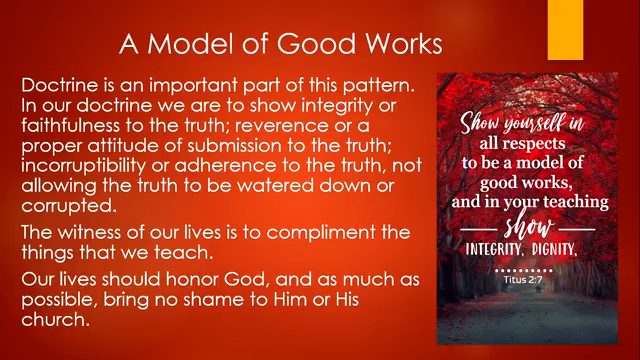 A Model of Good Works
Doctrine is an important part of this pattern.
In our doctrine we are to show integrity or
faithfulness to the truth; reverence or a
proper attitude of submission to the truth;
incorruptibility or adherence to the truth, not
allowing the truth to be watered down or
corrupted.
The witness of our lives is to compliment the
things that we teach.
Our lives should honor God, and as much as
possible, bring no shame to Him or His
church.
Show yourself in
all respects
to be a model of
good works,
and in your teaching
show
INTEGRITY, DIGNITY,
Titus 2:7